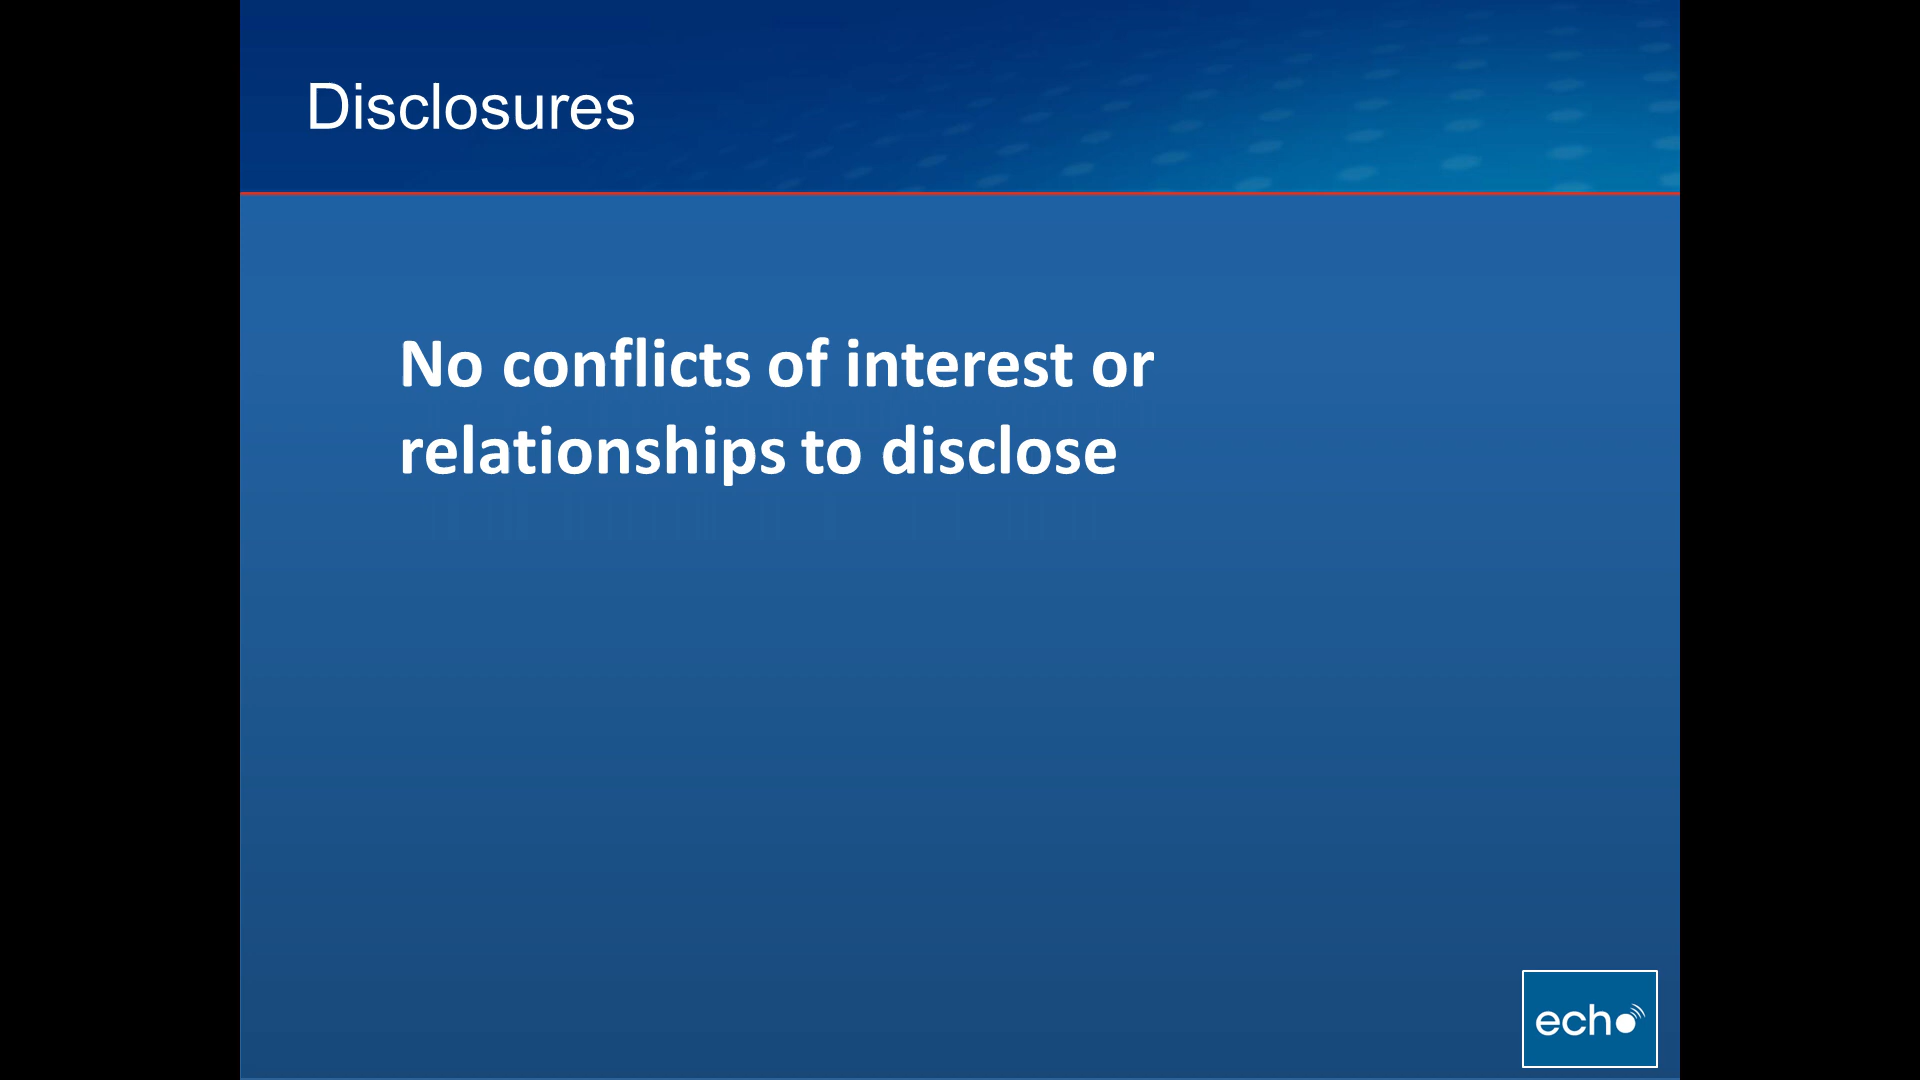 Disclosures
No conflicts of interest or
relationships to disclose
echo